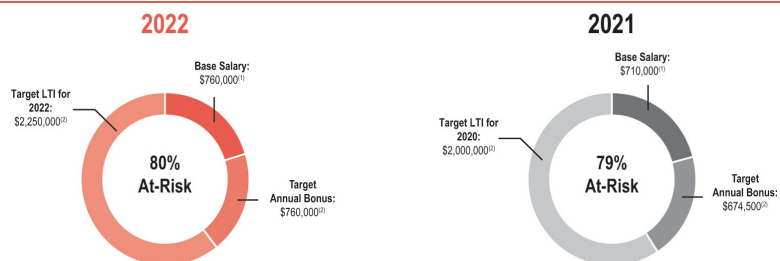 2022
Base Salary:
$760,000(1)
Target LTI for
2022:
$2,250,000(2)
80%
At-Risk
Target
Annual Bonus:
$760,000(2)
2021
Base Salary:
$710,000(1)
Target LTI for
2020:
$2,000,000(2)
79%
At-Risk
Target
Annual Bonus:
$674,500(2)